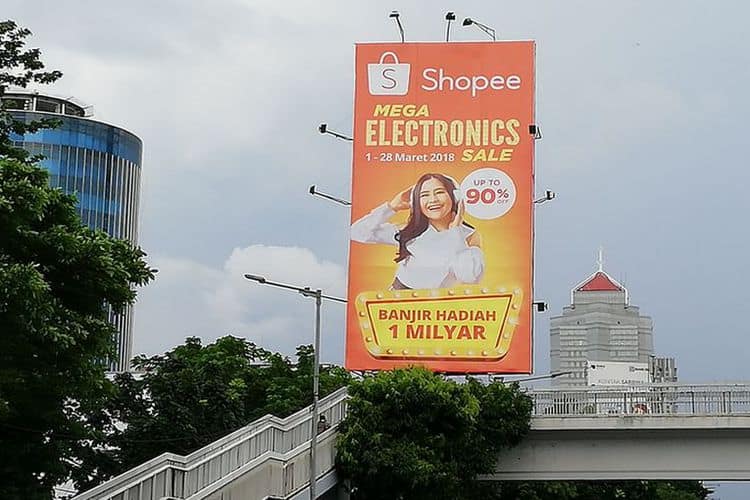 S
Shopee
MEGA
ELECTRONICS
1 - 28 Maret 2018 SALE
UP TO
90%
OFF
BANJIR HADIAH
1 MILYAR